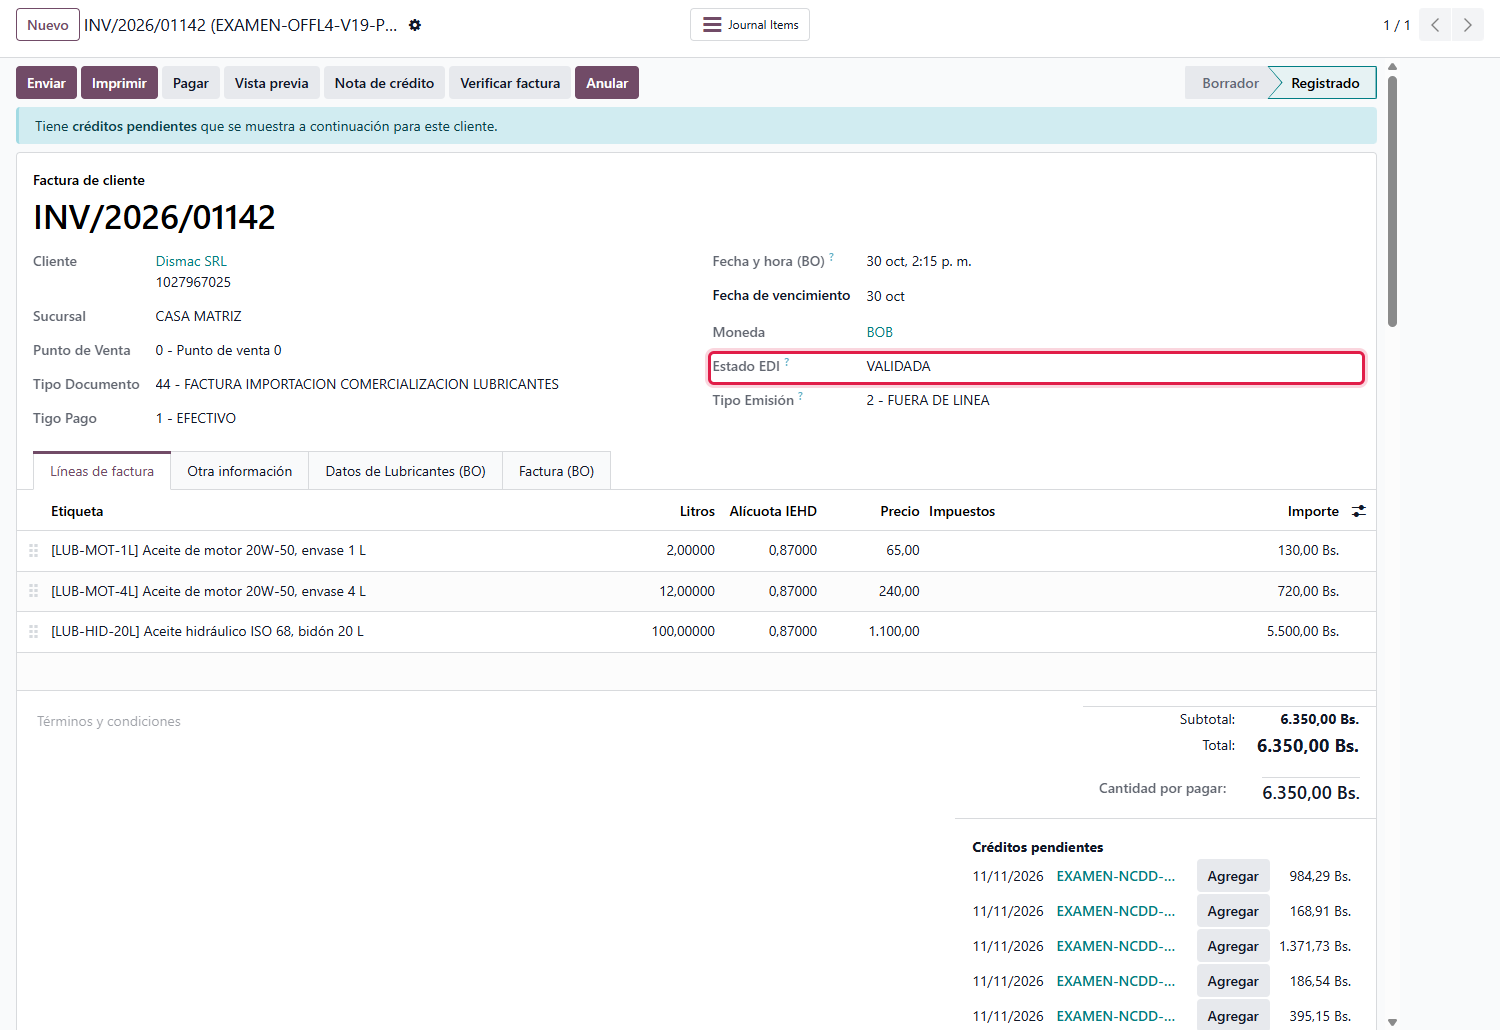 Nuevo INV/2026/01142 (EXAMEN-OFFL4-V19-P... Journal Items 1 / 1
Enviar Imprimir Pagar Vista previa Nota de crédito Verificar factura Anular Borrador Registrado
Tiene créditos pendientes que se muestra a continuación para este cliente.
Factura de cliente
INV/2026/01142
Cliente Dismac SRL Fecha y hora (BO) ? 30 oct, 2:15 p. m.
1027967025
Fecha de vencimiento 30 oct
Sucursal CASA MATRIZ
Moneda BOB
Punto de Venta 0 - Punto de venta 0
Estado EDI ? VALIDADA
Tipo Documento 44 - FACTURA IMPORTACION COMERCIALIZACION LUBRICANTES
Tipo Emisión ? 2 - FUERA DE LINEA
Tigo Pago 1 - EFECTIVO
Líneas de factura Otra información Datos de Lubricantes (BO) Factura (BO)
Etiqueta Litros Alícuota IEHD Precio Impuestos Importe
[LUB-MOT-1L] Aceite de motor 20W-50, envase 1 L 2,00000 0,87000 65,00 130,00 Bs.
[LUB-MOT-4L] Aceite de motor 20W-50, envase 4 L 12,00000 0,87000 240,00 720,00 Bs.
[LUB-HID-20L] Aceite hidráulico ISO 68, bidón 20 L 100,00000 0,87000 1.100,00 5.500,00 Bs.
Términos y condiciones
Subtotal: 6.350,00 Bs.
Total: 6.350,00 Bs.
Cantidad por pagar: 6.350,00 Bs.
Créditos pendientes
11/11/2026 EXAMEN-NCDD-... Agregar 984,29 Bs.
11/11/2026 EXAMEN-NCDD-... Agregar 168,91 Bs.
11/11/2026 EXAMEN-NCDD-... Agregar 1.371,73 Bs.
11/11/2026 EXAMEN-NCDD-... Agregar 186,54 Bs.
11/11/2026 EXAMEN-NCDD-... Agregar 395,15 Bs.